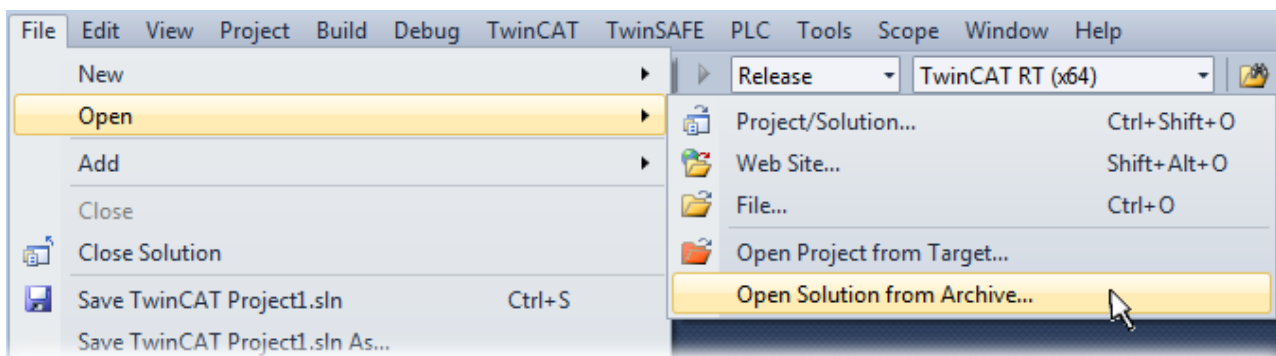 File Edit View Project Build Debug TwinCAT TwinSAFE PLC Tools Scope Window Help
New Release TwinCAT RT (x64)
Open Project/Solution... Ctrl+Shift+O
Add Web Site... Shift+Alt+O
Close File... Ctrl+O
Close Solution Open Project from Target...
Save TwinCAT Project1.sln Ctrl+S Open Solution from Archive...
Save TwinCAT Project1.sln As...